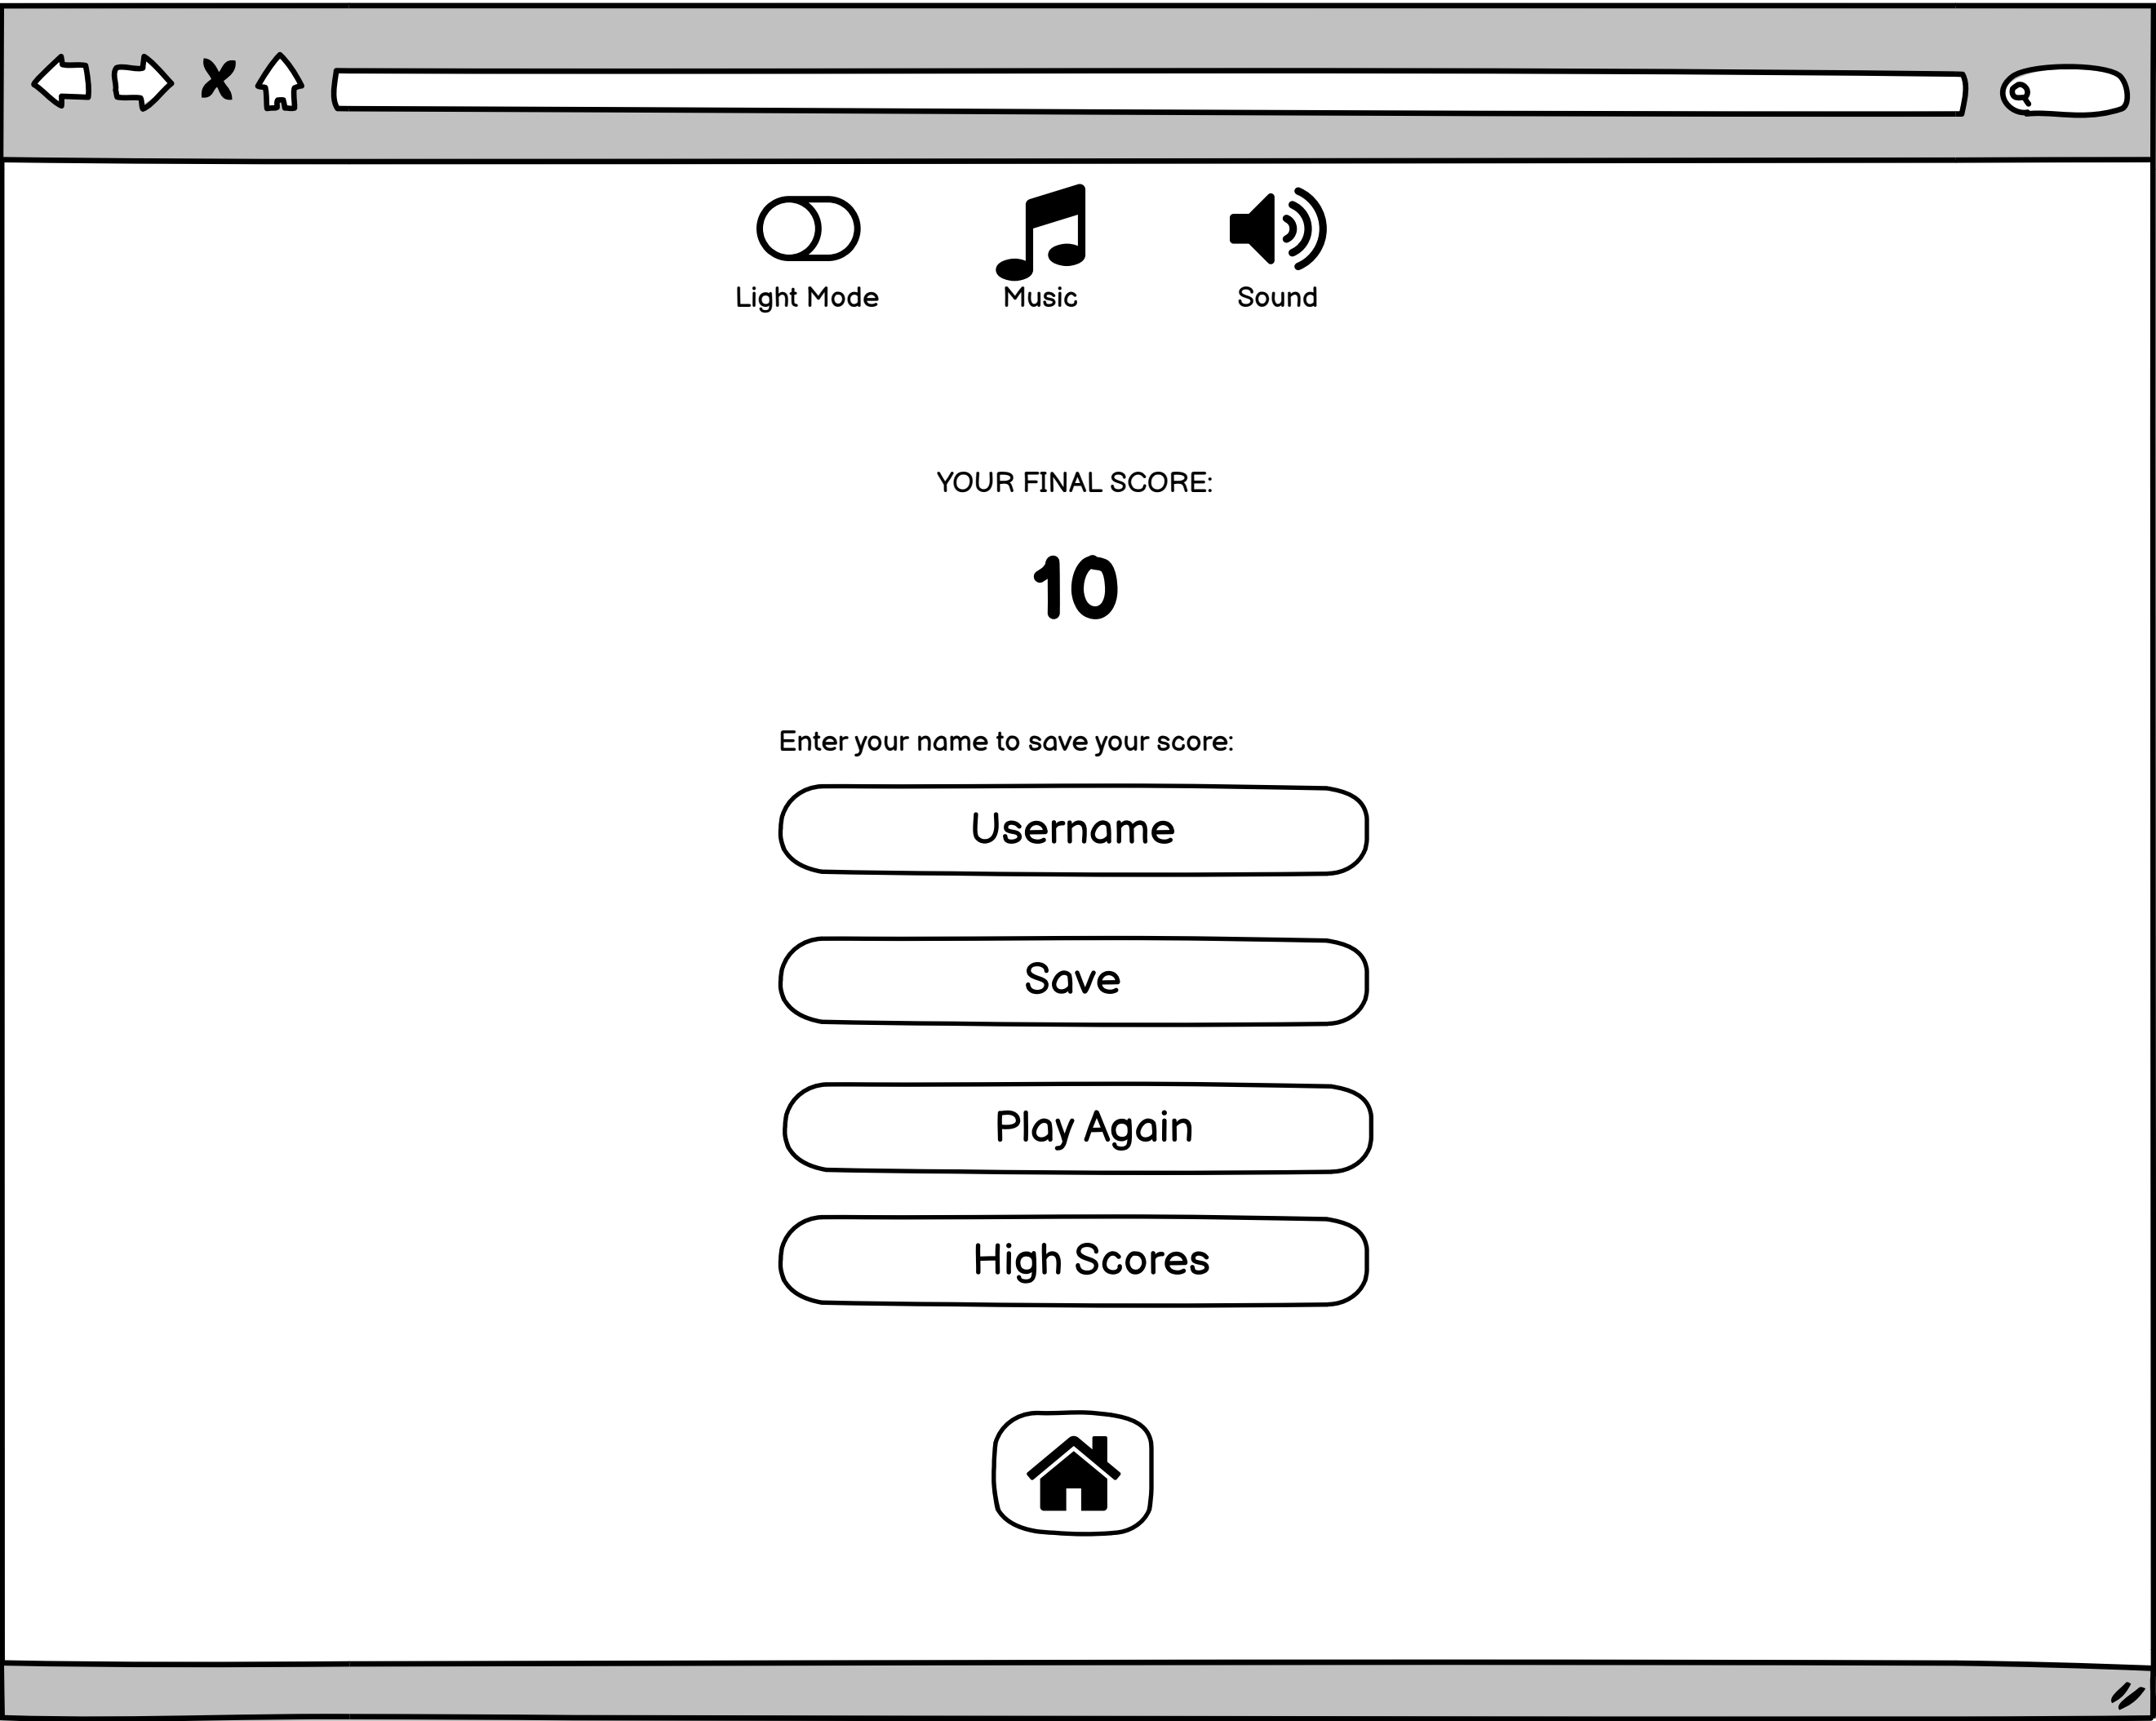 Light Mode
Music
Sound
YOUR FINAL SCORE:
10
Enter your name to save your score:
Username
Save
Play Again
High Scores